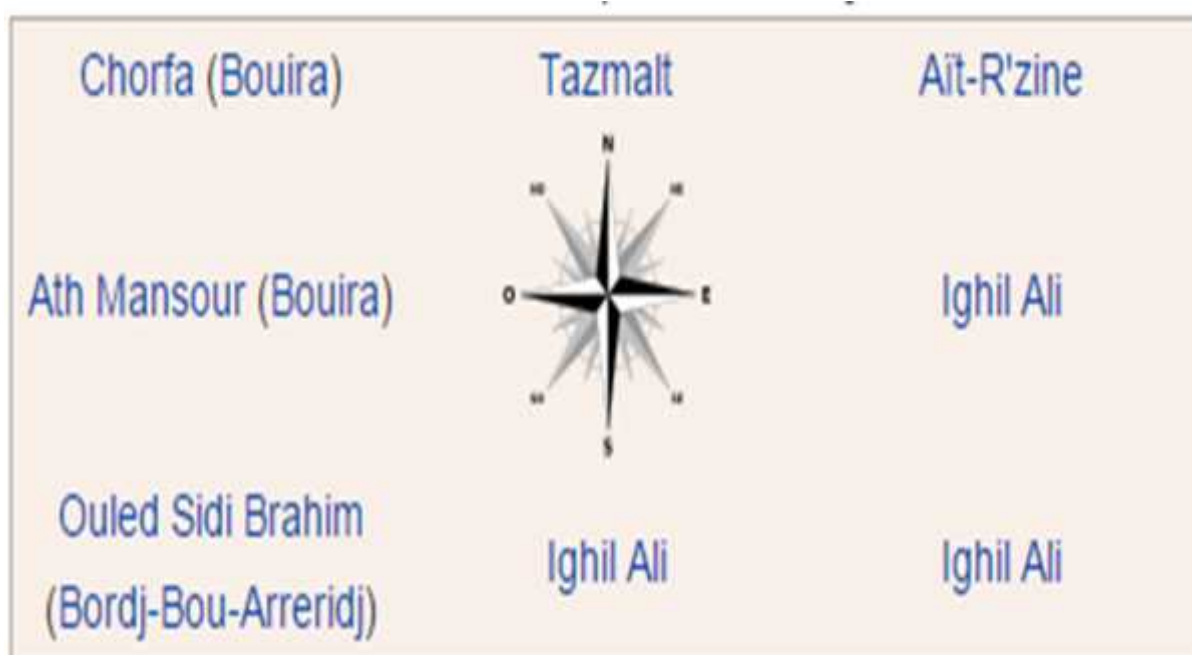 Chorfa (Bouira) Tazmalt Aït-R'zine
N
Ath Mansour (Bouira) O E Ighil Ali
S
Ouled Sidi Brahim
(Bordj-Bou-Arreridj) Ighil Ali Ighil Ali